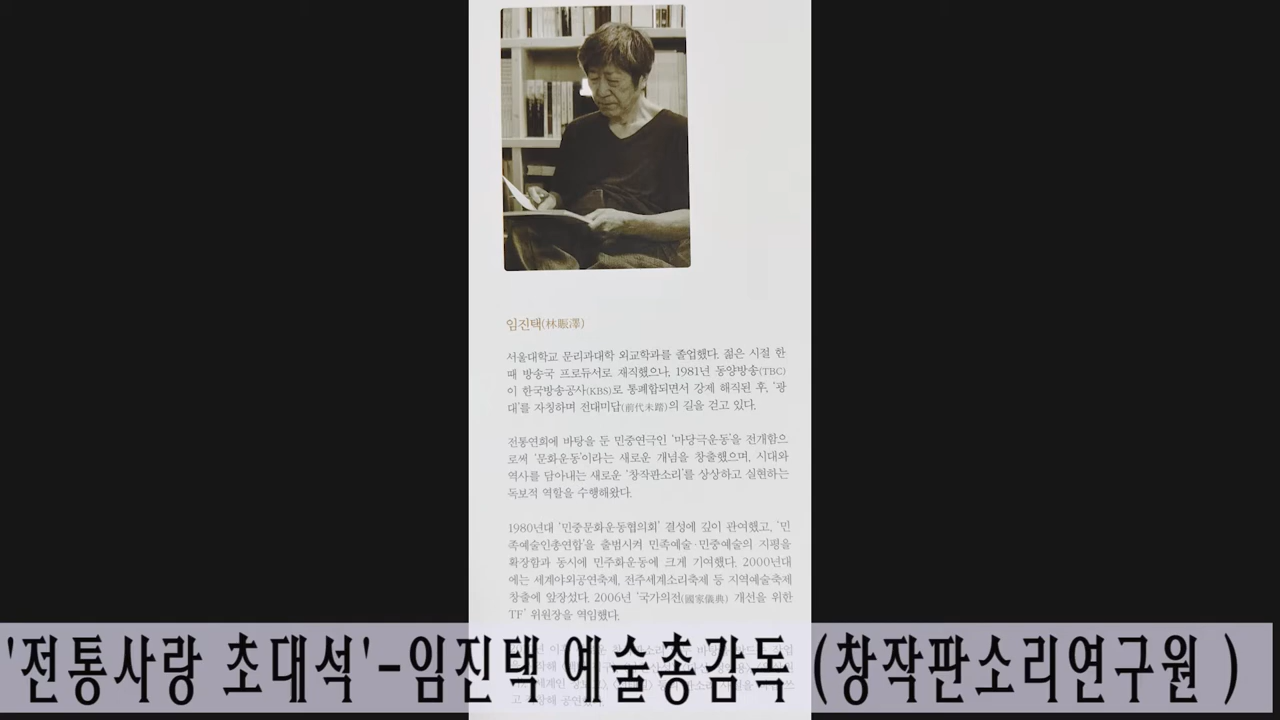 임진택(林賑澤)
서울대학교 문리과대학 외교학과를 졸업했다. 젊은 시절 한
때 방송국 프로듀서로 재직했으나, 1981년 동양방송(TBC)
이 한국방송공사(KBS)로 통폐합되면서 강제 해직된 후, '광
대'를 자칭하며 전대미답(前代未踏)의 길을 걷고 있다.
전통연희에 바탕을 둔 민중연극인 '마당극운동'을 전개함으
로써 '문화운동'이라는 새로운 개념을 창출했으며, 시대와
역사를 담아내는 새로운 '창작판소리'를 상상하고 실현하는
독보적 역할을 수행해왔다.
1980년대 '민중문화운동협의회' 결성에 깊이 관여했고, '민
족예술인총연합'을 출범시켜 민족예술·민중예술의 지평을
확장함과 동시에 민주화운동에 크게 기여했다. 2000년대
에는 세계야외공연축제, 전주세계소리축제 등 지역예술축제
창출에 앞장섰다. 2006년 '국가의전(國家儀典) 개선을 위한
TF' 위원장을 역임했다.
'전통사랑 초대석'-임진택 예술총감독 (창작판소리연구원 )